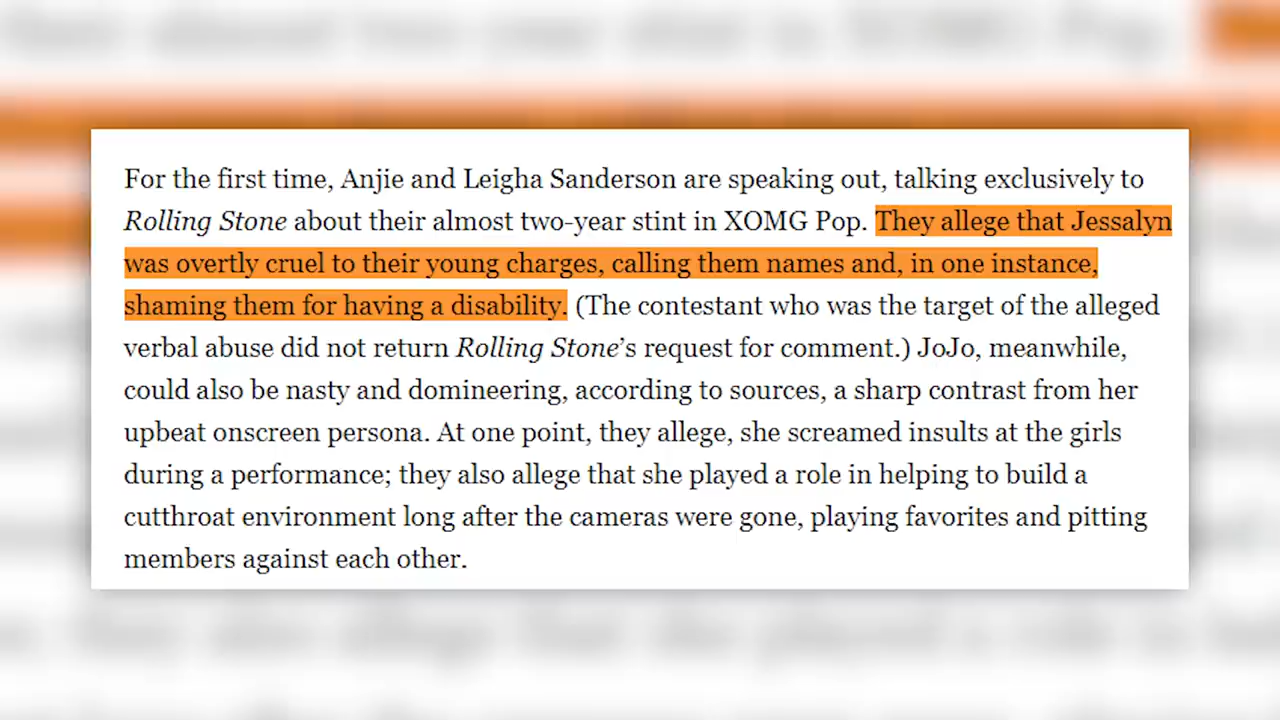 For the first time, Anjie and Leigha Sanderson are speaking out, talking exclusively to
Rolling Stone about their almost two-year stint in XOMG Pop. They allege that Jessalyn
was overtly cruel to their young charges, calling them names and, in one instance,
shaming them for having a disability. (The contestant who was the target of the alleged
verbal abuse did not return Rolling Stone’s request for comment.) JoJo, meanwhile,
could also be nasty and domineering, according to sources, a sharp contrast from her
upbeat onscreen persona. At one point, they allege, she screamed insults at the girls
during a performance; they also allege that she played a role in helping to build a
cutthroat environment long after the cameras were gone, playing favorites and pitting
members against each other.